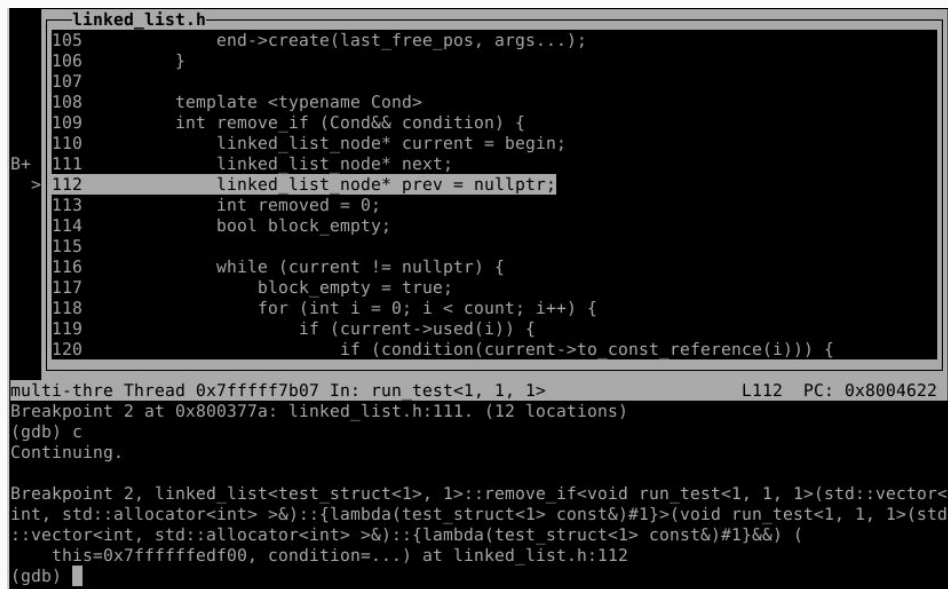 linked_list.h
105                end->create(last_free_pos, args...);
106            }
107
108            template <typename Cond>
109            int remove_if (Cond&& condition) {
110                linked_list_node* current = begin;
B+ 111                linked_list_node* next;
> 112                linked_list_node* prev = nullptr;
113                int removed = 0;
114                bool block_empty;
115
116                while (current != nullptr) {
117                    block_empty = true;
118                    for (int i = 0; i < count; i++) {
119                        if (current->used(i)) {
120                            if (condition(current->to_const_reference(i))) {
multi-thre Thread 0x7fffff7b07 In: run_test<1, 1, 1> L112 PC: 0x8004622
Breakpoint 2 at 0x800377a: linked_list.h:111. (12 locations)
(gdb) c
Continuing.

Breakpoint 2, linked_list<test_struct<1>, 1>::remove_if<void run_test<1, 1, 1>(std::vector<
int, std::allocator<int> >&)::{lambda(test_struct<1> const&)#1}>(void run_test<1, 1, 1>(std
::vector<int, std::allocator<int> >&)::{lambda(test_struct<1> const&)#1}&&) (
    this=0x7ffffffedf00, condition=...) at linked_list.h:112
(gdb)